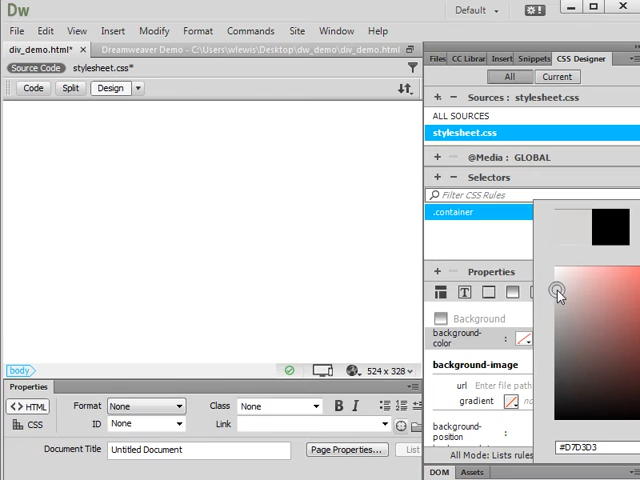 Dw
Default
File Edit View Insert Modify Format Commands Site Window Help
div_demo.html* Dreamweaver Demo - C:\Users\wlewis\Desktop\dw_demo\div_demo.html
Files CC Librar Insert Snippets CSS Designer
Source Code stylesheet.css*
All Current
Code Split Design
Sources : stylesheet.css
ALL SOURCES
stylesheet.css
@Media : GLOBAL
Selectors
Filter CSS Rules
.container
Properties
Background
background-color :
background-image
url Enter file path
gradient
background-position :
body
524 x 328
Properties
HTML Format None Class None B I
CSS ID None Link
Document Title Untitled Document Page Properties... List
#D7D3D3
All Mode: Lists rules
DOM Assets